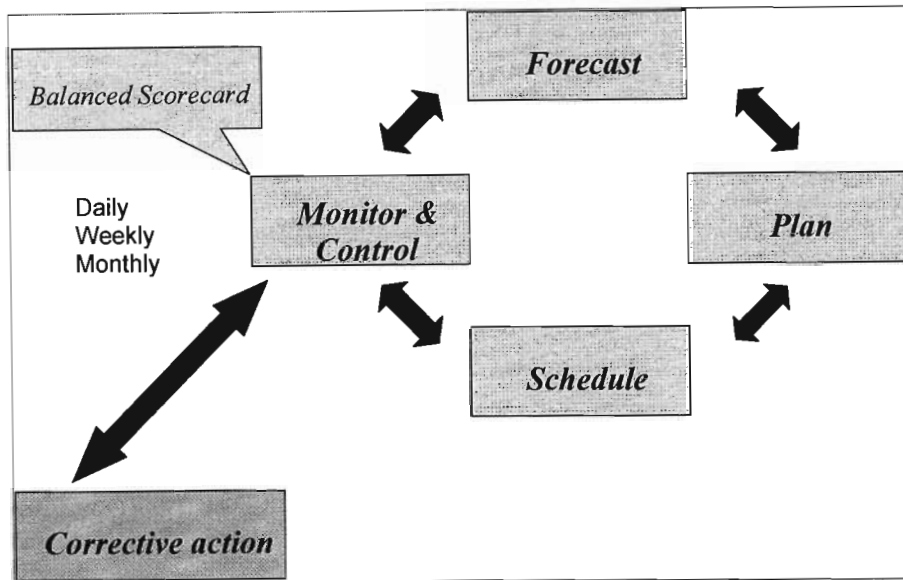 Forecast
Balanced Scorecard
Daily
Weekly
Monthly
Monitor &
Control
Plan
Schedule
Corrective action